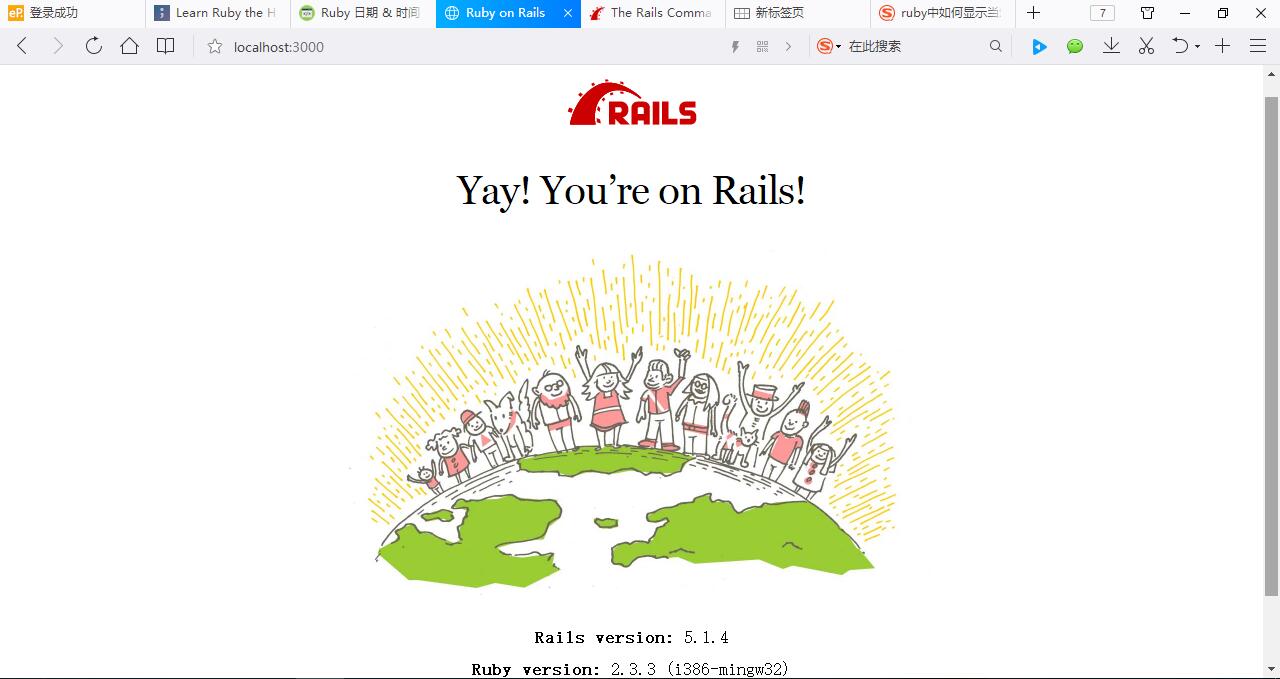 登录成功
Learn Ruby the H
Ruby 日期 & 时间
Ruby on Rails
The Rails Comma
新标签页
ruby中如何显示当
7
localhost:3000
在此搜索
RAILS
Yay! You’re on Rails!
Rails version: 5.1.4
Ruby version: 2.3.3 (i386-mingw32)